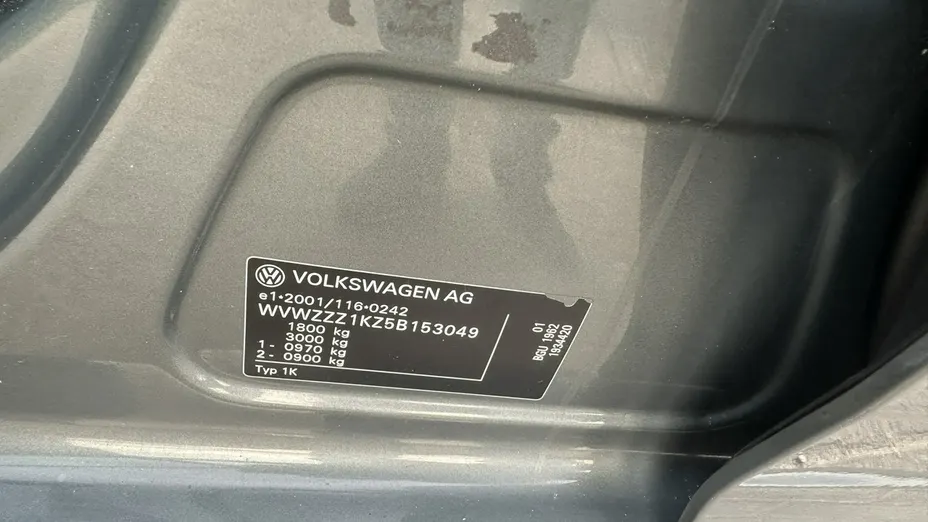 VOLKSWAGEN AG
e1*2001/116*0242
WVWZZZ1KZ5B153049
1800 kg
3000 kg
1 - 0970 kg
2 - 0900 kg
Typ 1K
01
BGU 1962
1934420